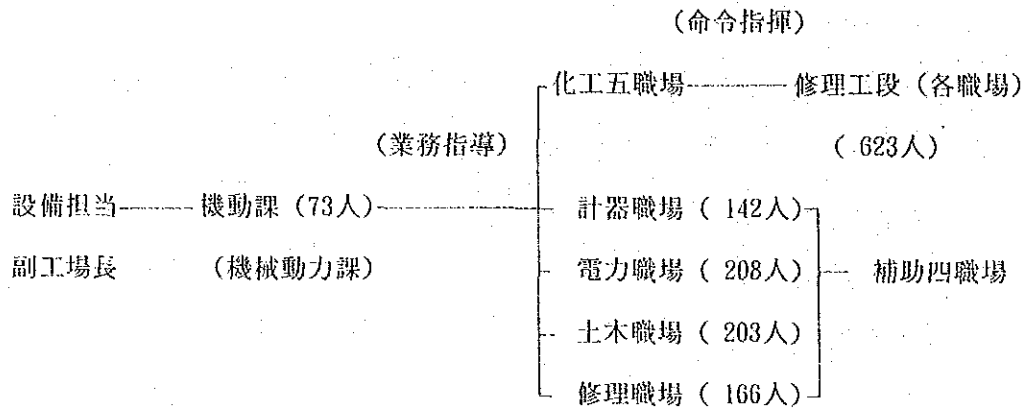 (命令指揮)
化工五職場 修理工段 (各職場)
(業務指導) (623人)
設備担当 機動課 (73人) 計器職場 ( 142人)
副工場長 (機械動力課) 電力職場 ( 208人) 補助四職場
土木職場 ( 203人)
修理職場 ( 166人)